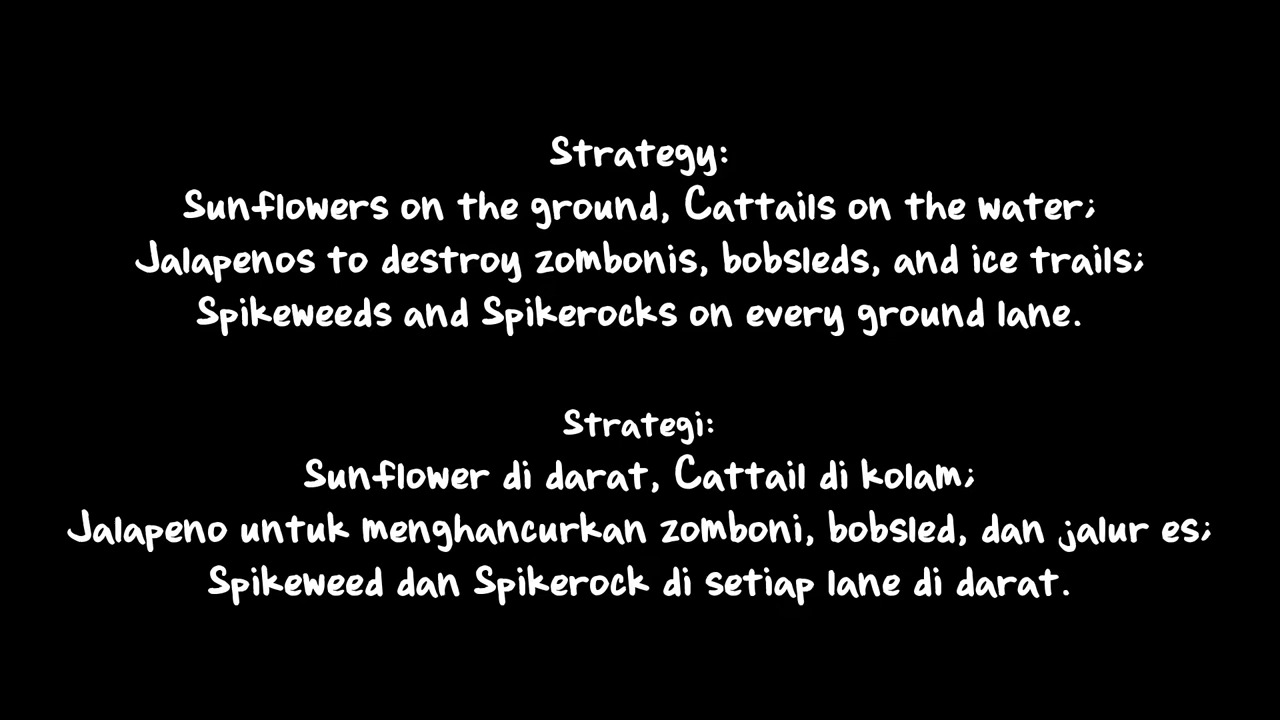 Strategy:
Sunflowers on the ground, Cattails on the water;
Jalapenos to destroy zombonis, bobsleds, and ice trails;
Spikeweeds and Spikerocks on every ground lane.
Strategi:
Sunflower di darat, Cattail di kolam;
Jalapeno untuk menghancurkan zomboni, bobsled, dan jalur es;
Spikeweed dan Spikerock di setiap lane di darat.